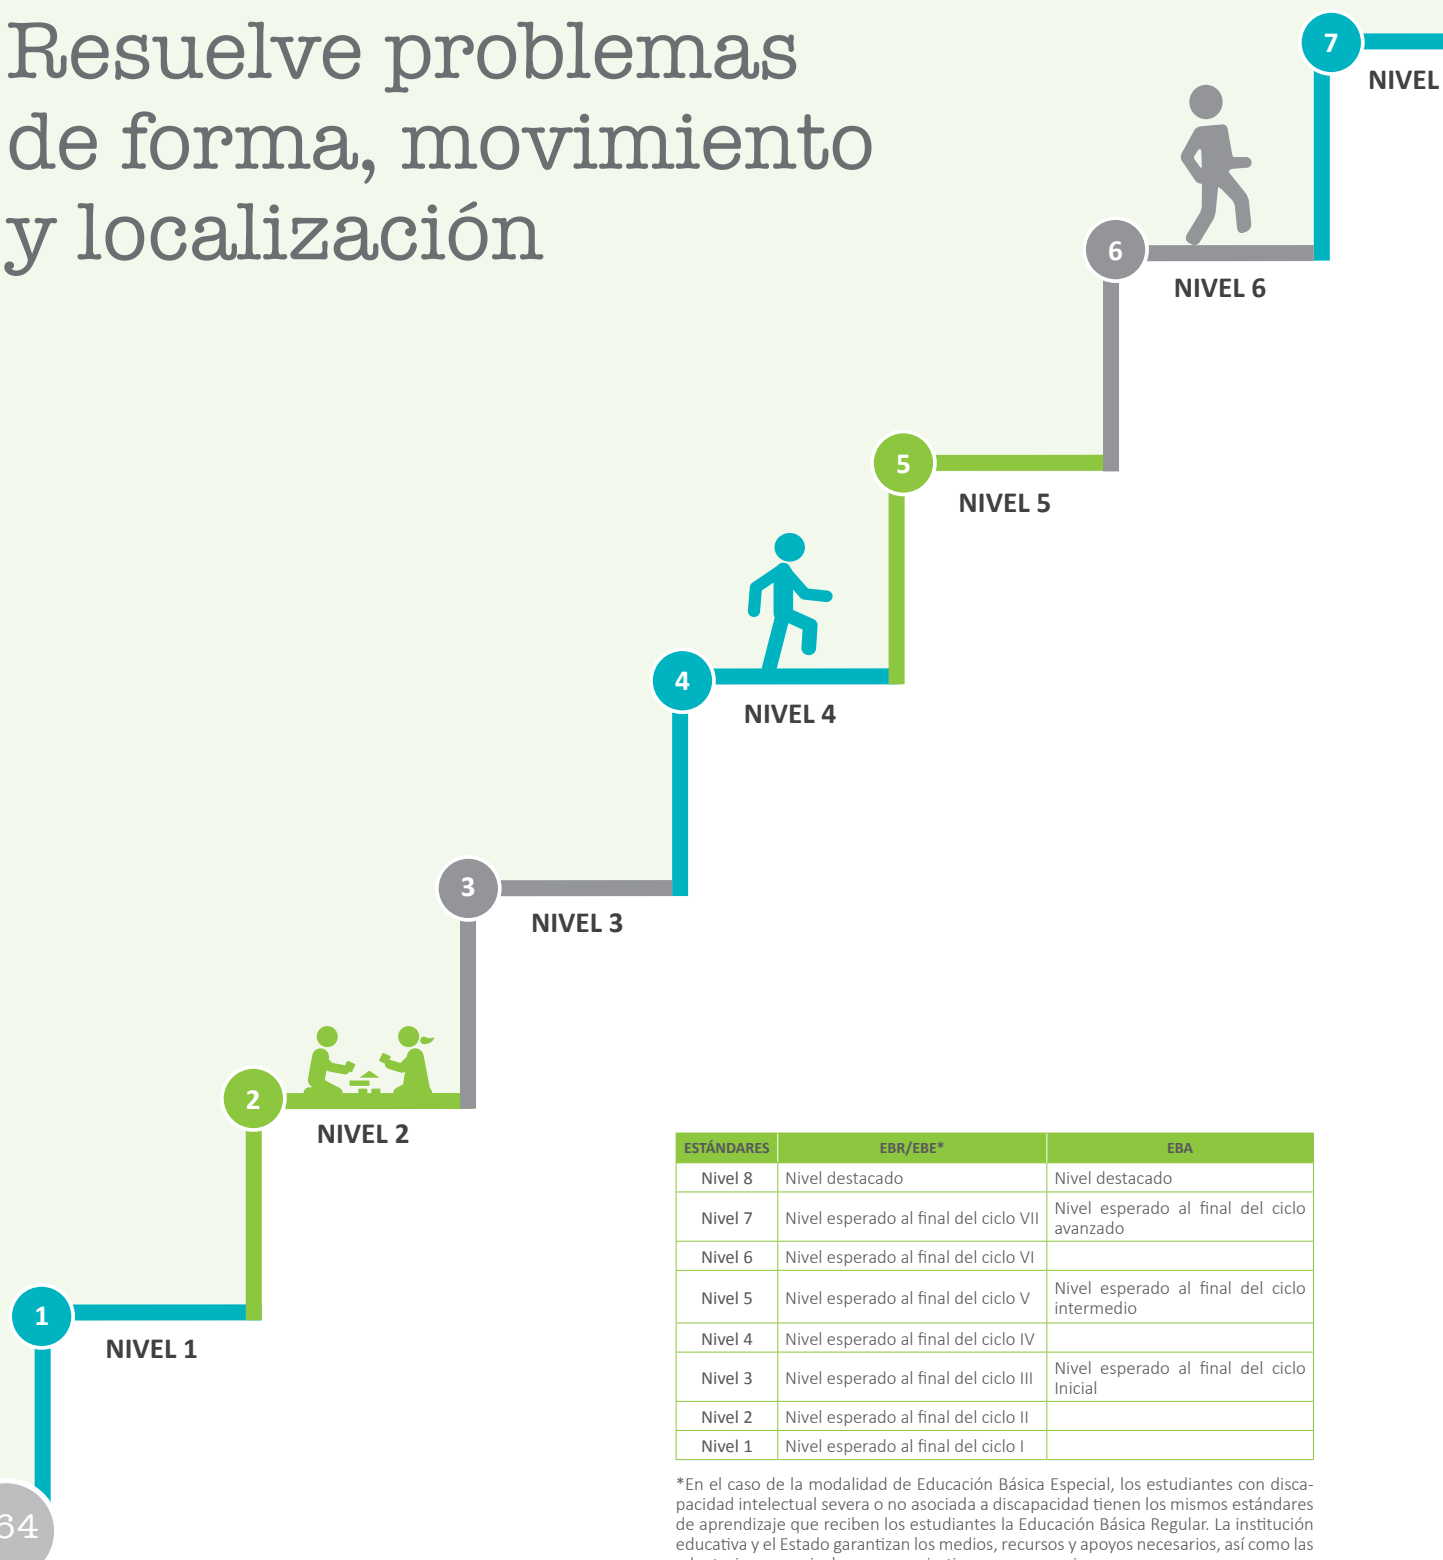 Resuelve problemas
de forma, movimiento
y localización
7
NIVEL
6
NIVEL 6
5
NIVEL 5
4
NIVEL 4
3
NIVEL 3
2
NIVEL 2
1
NIVEL 1
ESTÁNDARES EBR/EBE* EBA
Nivel 8 Nivel destacado Nivel destacado
Nivel 7 Nivel esperado al final del ciclo VII Nivel esperado al final del ciclo
avanzado
Nivel 6 Nivel esperado al final del ciclo VI
Nivel 5 Nivel esperado al final del ciclo V Nivel esperado al final del ciclo
intermedio
Nivel 4 Nivel esperado al final del ciclo IV
Nivel 3 Nivel esperado al final del ciclo III Nivel esperado al final del ciclo
Inicial
Nivel 2 Nivel esperado al final del ciclo II
Nivel 1 Nivel esperado al final del ciclo I
*En el caso de la modalidad de Educación Básica Especial, los estudiantes con disca-
pacidad intelectual severa o no asociada a discapacidad tienen los mismos estándares
de aprendizaje que reciben los estudiantes la Educación Básica Regular. La institución
educativa y el Estado garantizan los medios, recursos y apoyos necesarios, así como las
64